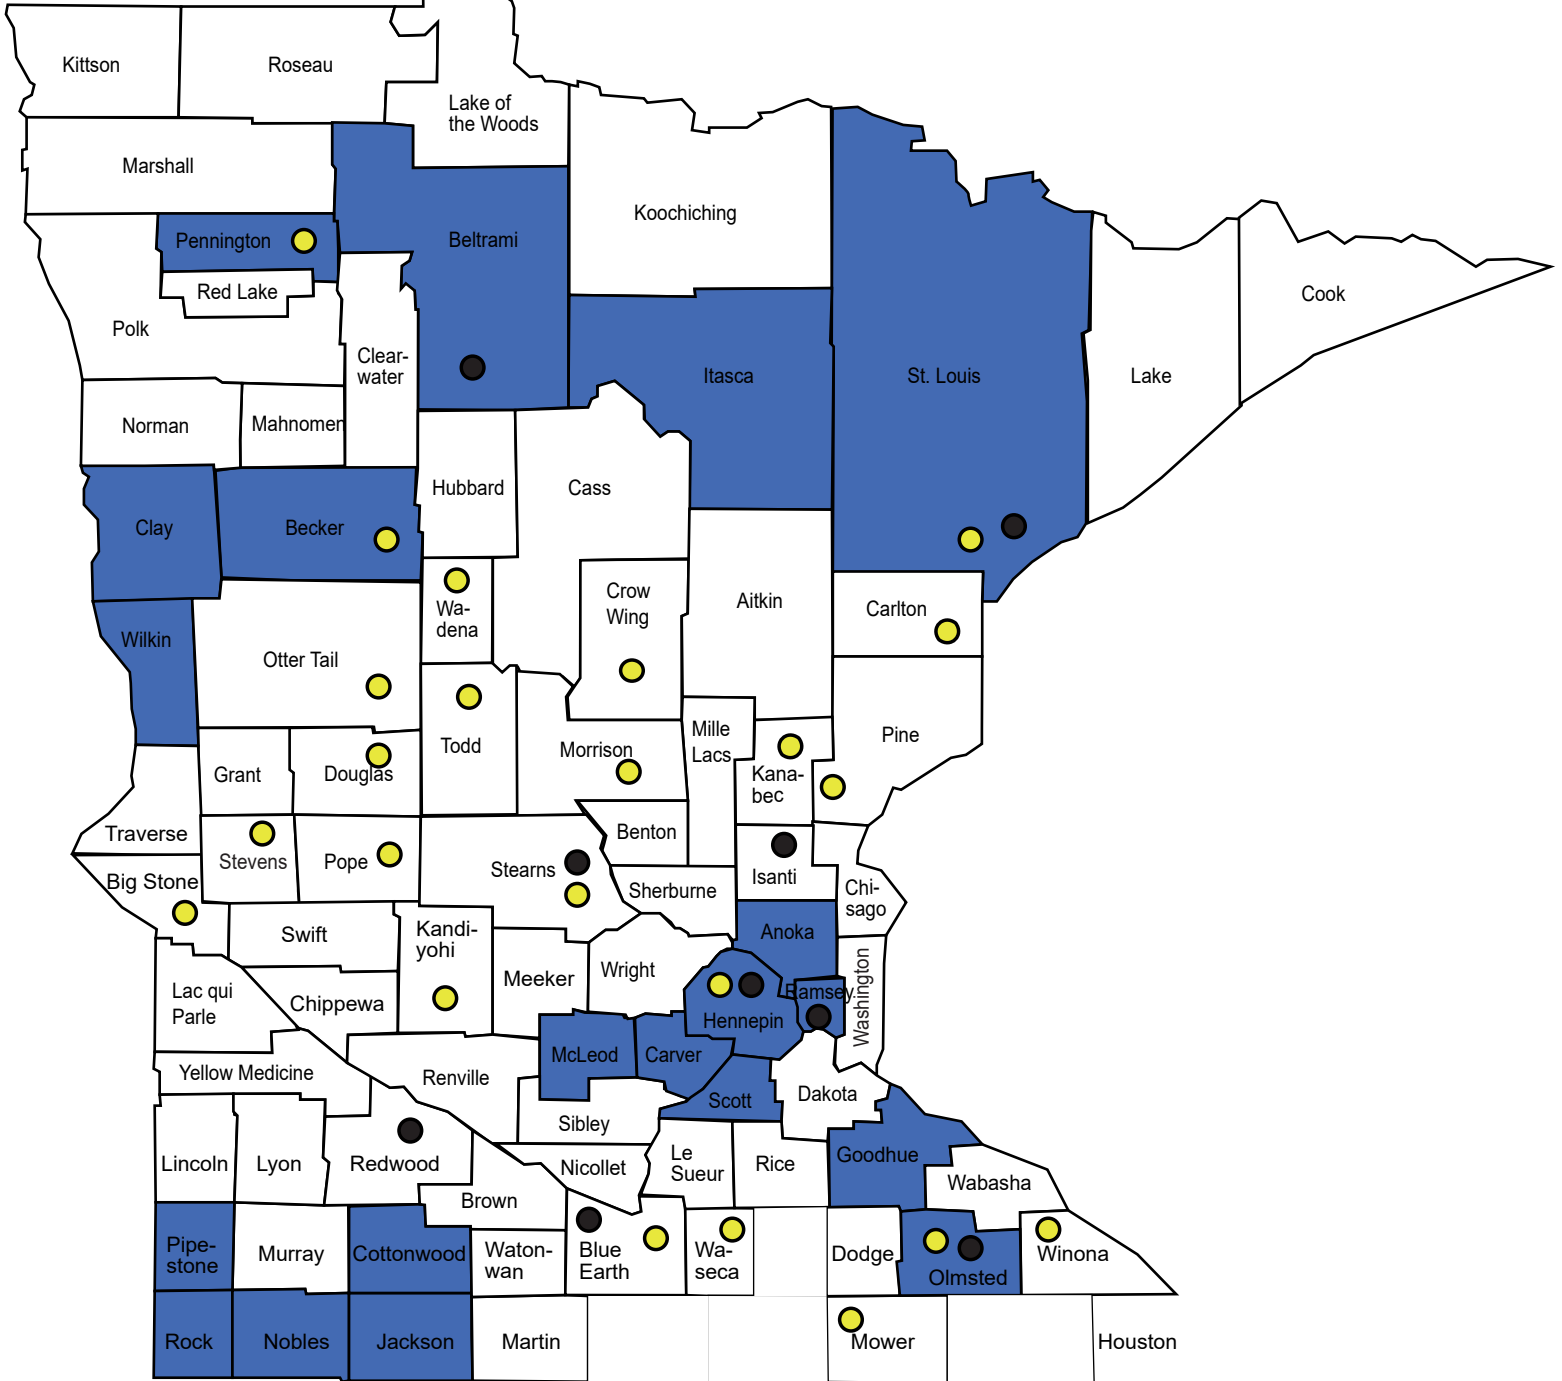 Kittson
Roseau
Lake of
the Woods
Marshall
Koochiching
Pennington
Beltrami
Red Lake
Cook
Polk
Clear-
water
Itasca
St. Louis
Lake
Norman
Mahnomen
Hubbard
Cass
Clay
Becker
Wa-
dena
Crow
Wing
Aitkin
Carlton
Wilkin
Otter Tail
Mille
Lacs
Pine
Todd
Morrison
Grant
Douglas
Kana-
bec
Traverse
Benton
Stevens
Pope
Stearns
Isanti
Big Stone
Sherburne
Chi-
sago
Swift
Kandi-
yohi
Anoka
Meeker
Wright
Washington
Lac qui
Parle
Chippewa
Ramsey
Hennepin
McLeod
Carver
Yellow Medicine
Renville
Scott
Dakota
Sibley
Lincoln
Lyon
Redwood
Nicollet
Le
Sueur
Rice
Goodhue
Wabasha
Brown
Pipe-
stone
Murray
Cottonwood
Waton-
wan
Blue
Earth
Wa-
seca
Dodge
Olmsted
Winona
Rock
Nobles
Jackson
Martin
Mower
Houston